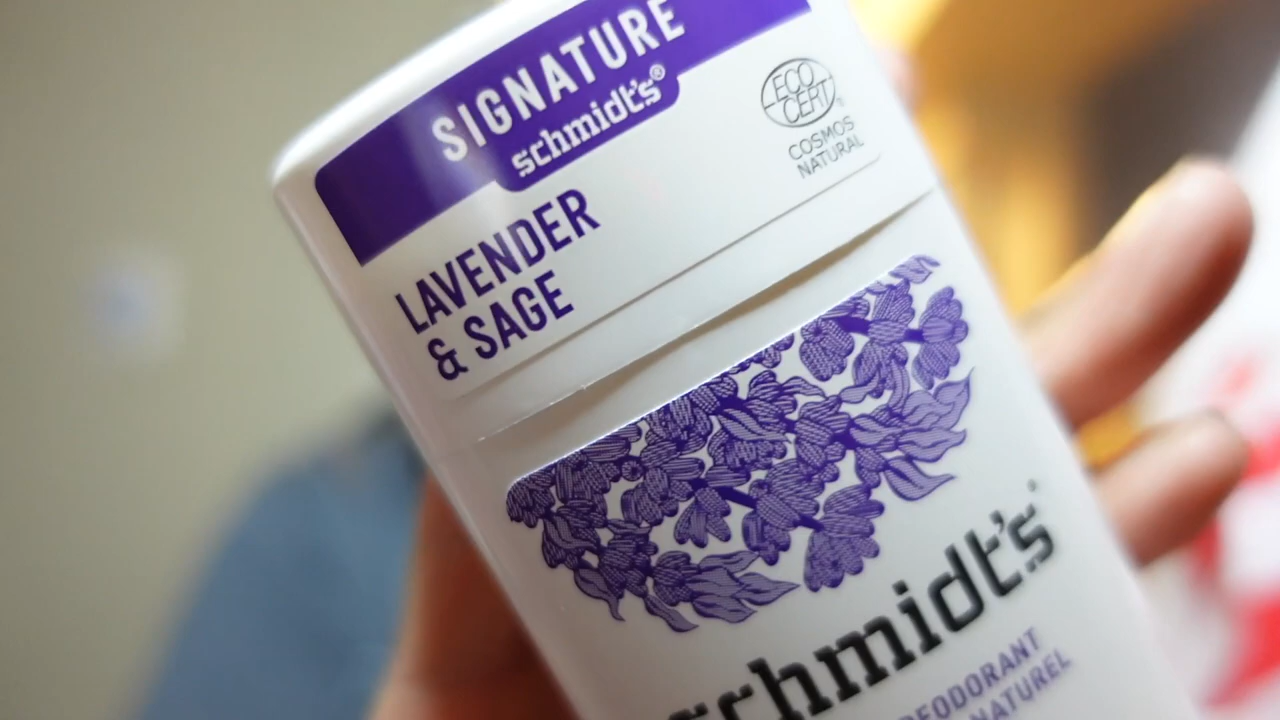 SIGNATURE
schmidt's®
ECO
CERT
COSMOS
NATURAL
LAVENDER
& SAGE
schmidt's
DEODORANT
NATUREL